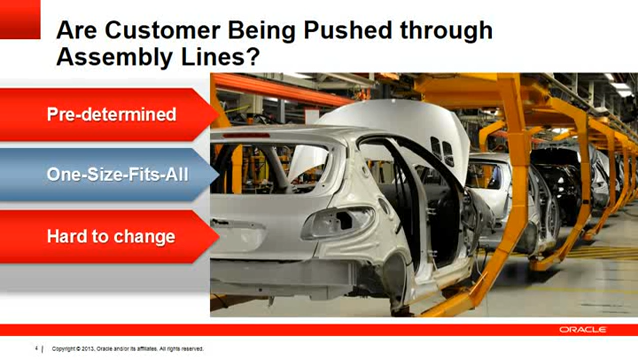 Are Customer Being Pushed through
Assembly Lines?
Pre-determined
One-Size-Fits-All
Hard to change
ORACLE
4 | Copyright © 2013, Oracle and/or its affiliates. All rights reserved.